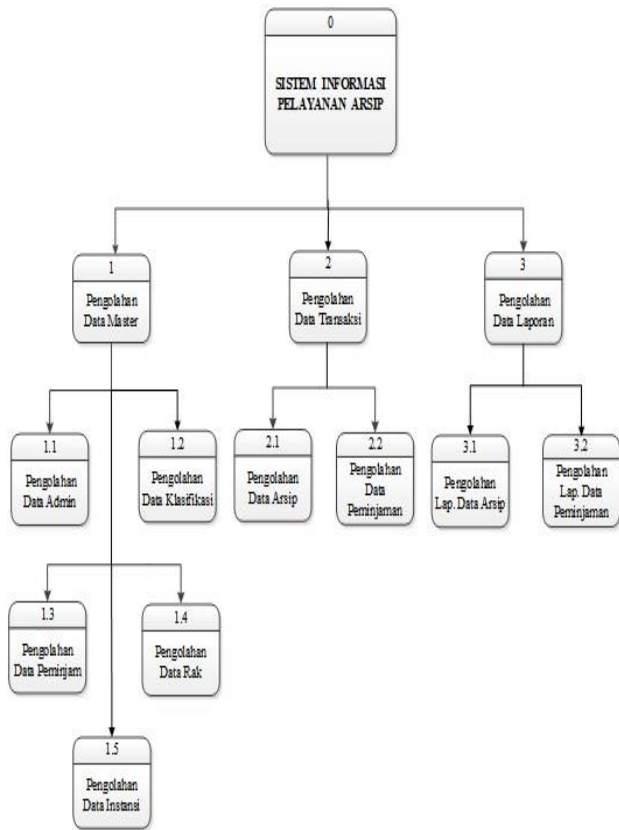 0
SISTEM INFORMASI
PELAYANAN ARSIP
1
Pengolahan
Data Master
2
Pengolahan
Data Transaksi
3
Pengolahan
Data Laporan
1.1
Pengolahan
Data Admin
1.2
Pengolahan
Data Klasifikasi
2.1
Pengolahan
Data Arsip
2.2
Pengolahan
Data
Peminjaman
3.1
Pengolahan
Lap. Data Arsip
3.2
Pengolahan
Lap. Data
Peminjaman
1.3
Pengolahan
Data Peminjam
1.4
Pengolahan
Data Rak
1.5
Pengolahan
Data Instansi